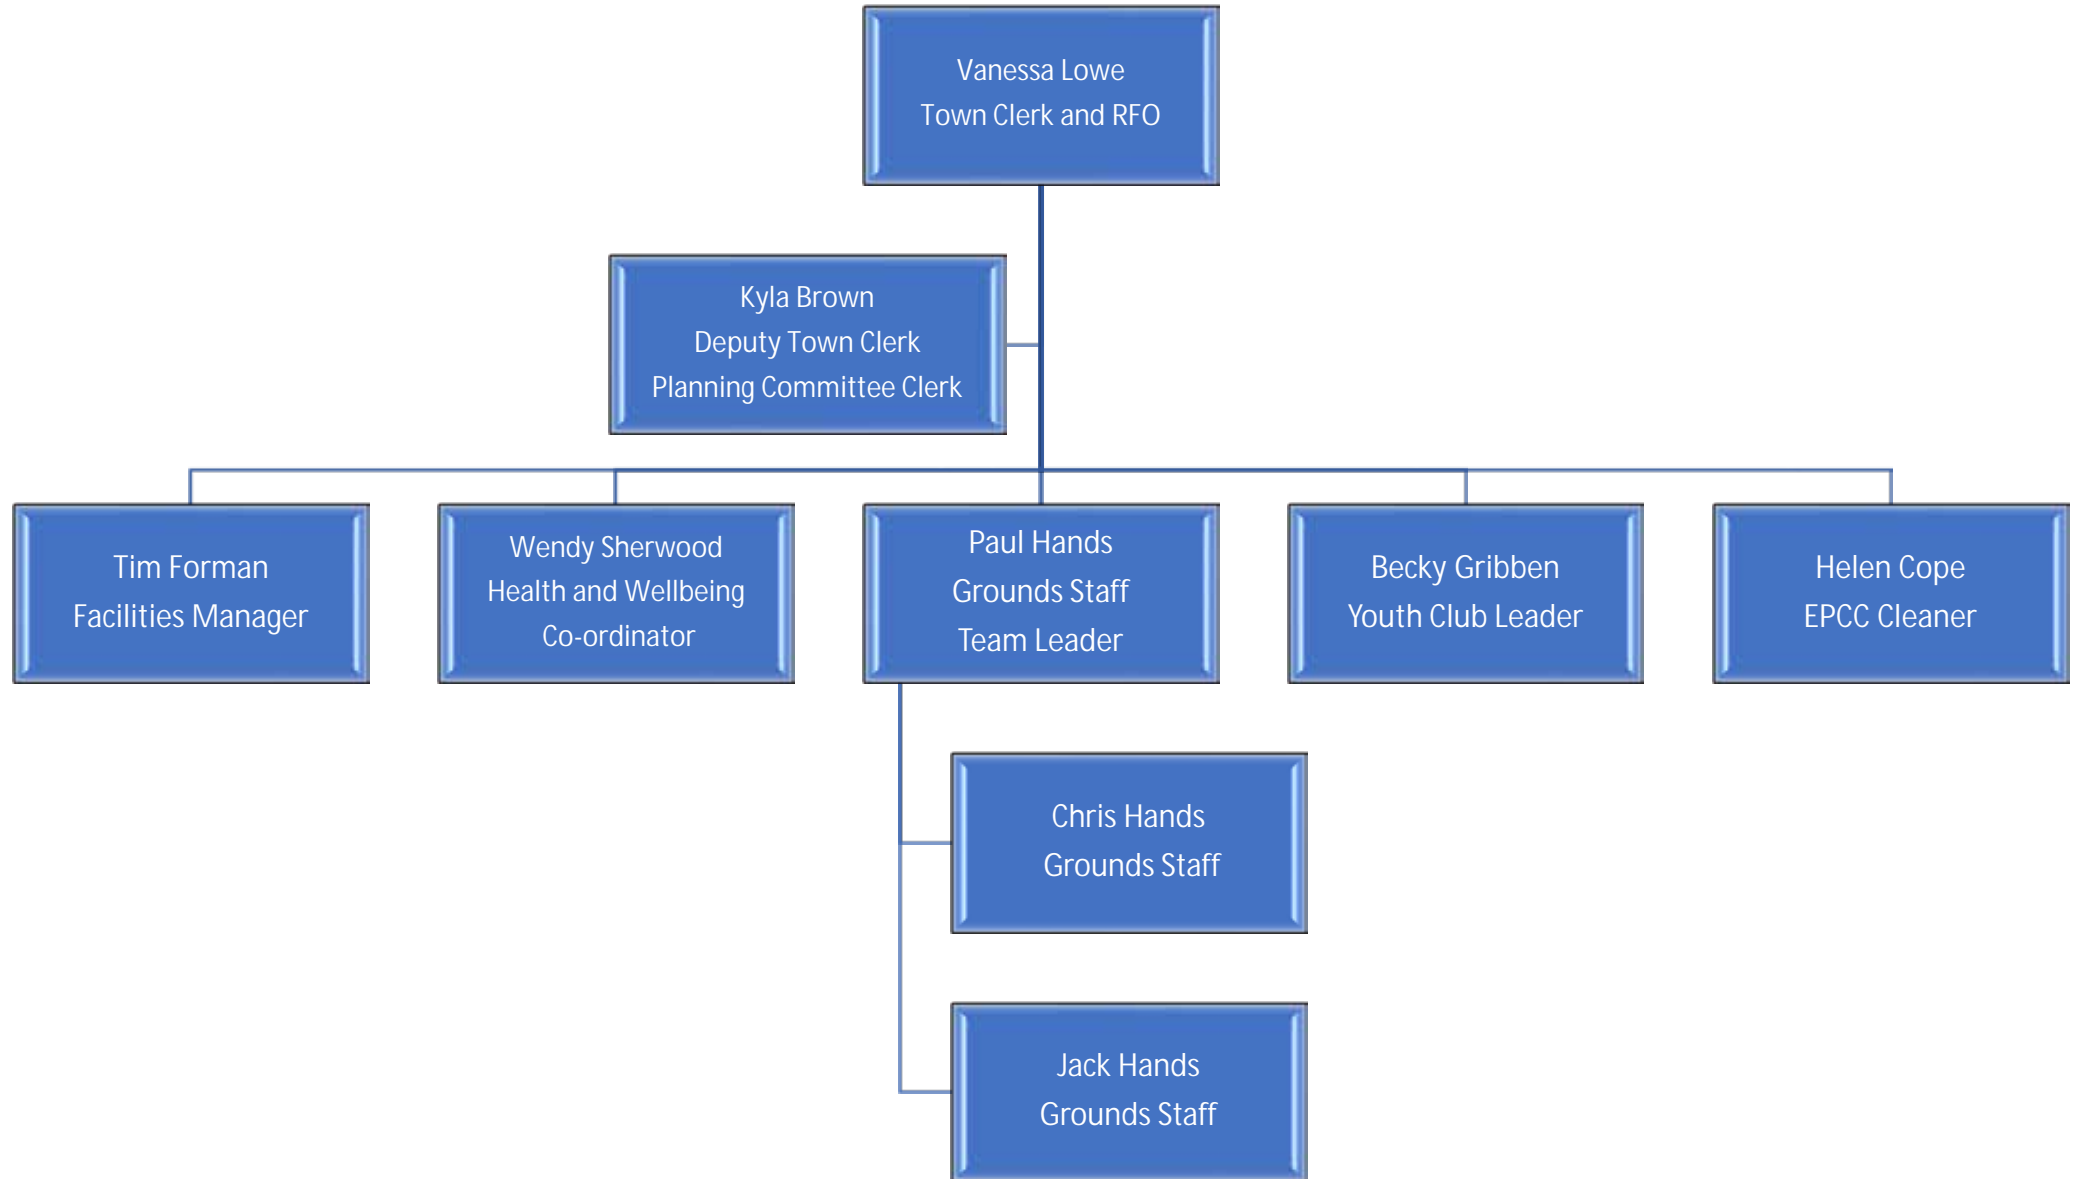 Vanessa Lowe
Town Clerk and RFO
Kyla Brown
Deputy Town Clerk
Planning Committee Clerk
Tim Forman
Facilities Manager
Wendy Sherwood
Health and Wellbeing
Co-ordinator
Paul Hands
Grounds Staff
Team Leader
Becky Gribben
Youth Club Leader
Helen Cope
EPCC Cleaner
Chris Hands
Grounds Staff
Jack Hands
Grounds Staff